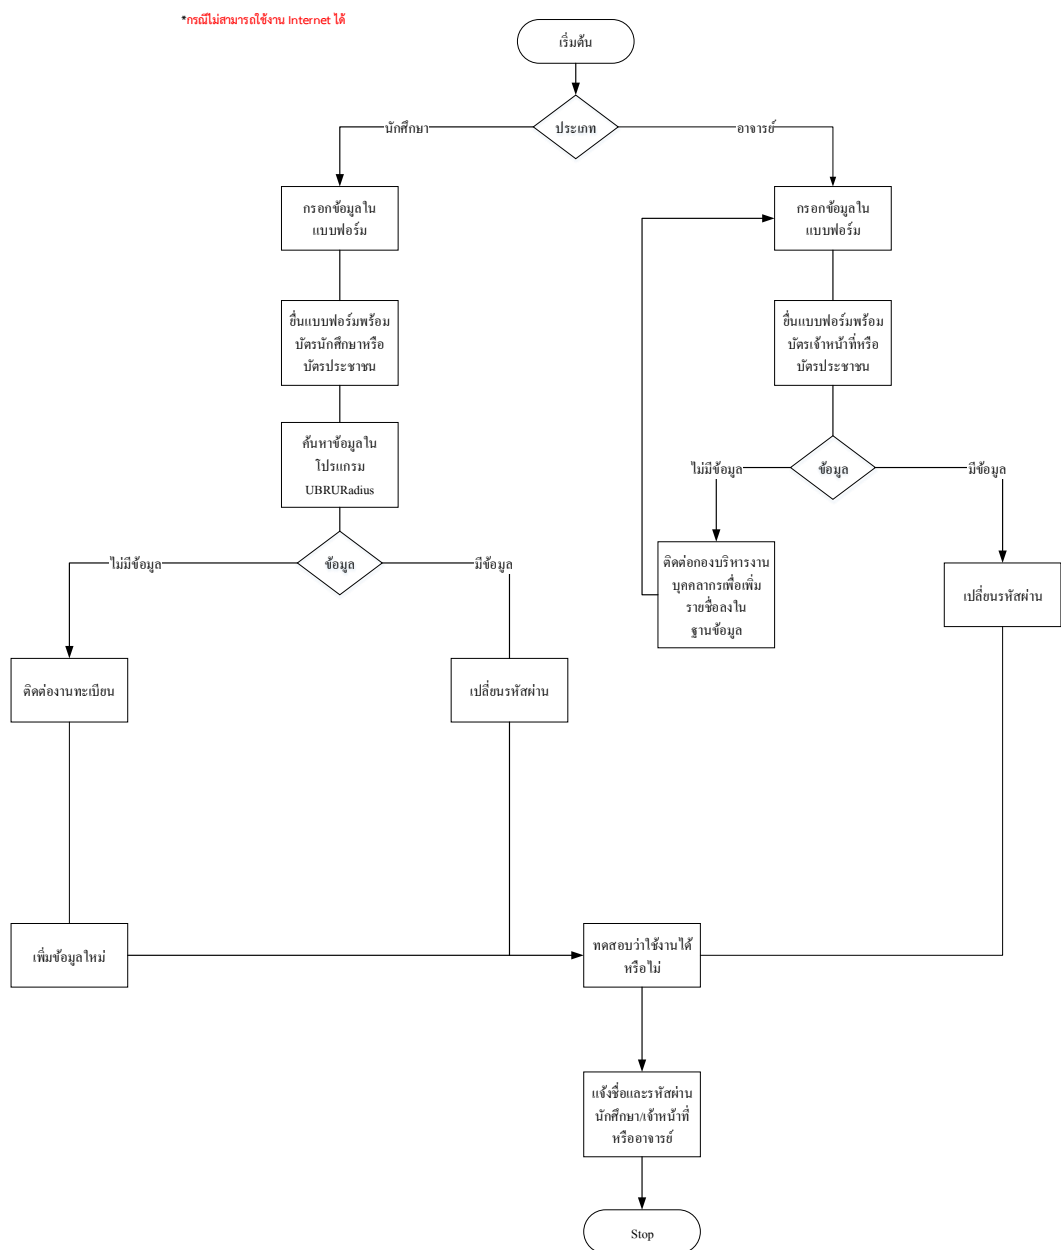 *กรณีไม่สามารถใช้งาน Internet ได้
เริ่มต้น
ประเภท
นักศึกษา
อาจารย์
กรอกข้อมูลใน
แบบฟอร์ม
กรอกข้อมูลใน
แบบฟอร์ม
ยื่นแบบฟอร์มพร้อม
บัตรนักศึกษาหรือ
บัตรประชาชน
ยื่นแบบฟอร์มพร้อม
บัตรเจ้าหน้าที่หรือ
บัตรประชาชน
ค้นหาข้อมูลใน
โปรแกรม
UBRURadius
ไม่มีข้อมูล
ข้อมูล
มีข้อมูล
ไม่มีข้อมูล
ข้อมูล
มีข้อมูล
ติดต่อกองบริหารงาน
บุคคลากรเพื่อเพิ่ม
รายชื่อลงใน
ฐานข้อมูล
เปลี่ยนรหัสผ่าน
ติดต่องานทะเบียน
เปลี่ยนรหัสผ่าน
เพิ่มข้อมูลใหม่
ทดสอบว่าใช้งานได้
หรือไม่
แจ้งชื่อและรหัสผ่าน
นักศึกษา/เจ้าหน้าที่
หรืออาจารย์
Stop